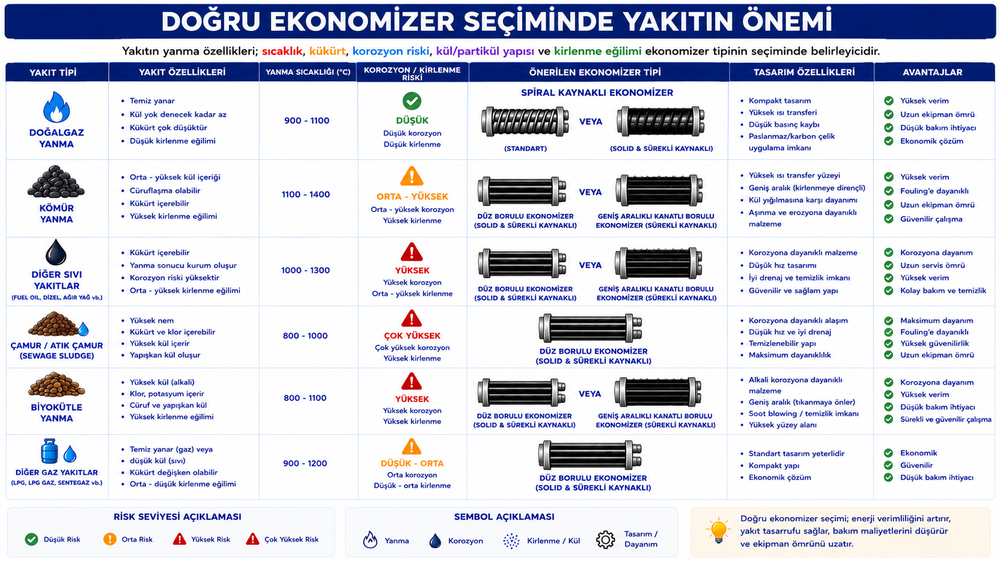 DOĞRU EKONOMİZER SEÇİMİNDE YAKITIN ÖNEMİ
Yakıtın yanma özellikleri; sıcaklık, kükürt, korozyon riski, kül/partikül yapısı ve kirlenme eğilimi ekonomizer tipinin seçiminde belirleyicidir.
YAKIT TİPİ
YAKIT ÖZELLİKLERİ
YANMA SICAKLIĞI (°C)
KOROZYON / KİRLENME
RİSKİ
ÖNERİLEN EKONOMİZER TİPİ
TASARIM ÖZELLİKLERİ
AVANTAJLAR
DOĞALGAZ
YANMA
• Temiz yanar
• Kül yok denecek kadar az
• Kükürt çok düşüktür
• Düşük kirlenme eğilimi
900 - 1100
DÜŞÜK
Düşük korozyon
Düşük kirlenme
SPİRAL KAYNAKLI EKONOMİZER
VEYA
(STANDART)
(SOLID & SÜREKLİ KAYNAKLI)
• Kompakt tasarım
• Yüksek ısı transferi
• Düşük basınç kaybı
• Paslanmaz/karbon çelik
uygulama imkanı
Yüksek verim
Uzun ekipman ömrü
Düşük bakım ihtiyacı
Ekonomik çözüm
KÖMÜR
YANMA
• Orta - yüksek kül içeriği
• Cüruflaşma olabilir
• Kükürt içerebilir
• Yüksek kirlenme eğilimi
1100 - 1400
ORTA - YÜKSEK
Orta - yüksek korozyon
Yüksek kirlenme
VEYA
DÜZ BORULU EKONOMİZER
(SOLID & SÜREKLİ KAYNAKLI)
GENİŞ ARALIKLI KANATLI BORULU
EKONOMİZER (SÜREKLİ KAYNAKLI)
• Yüksek ısı transfer yüzeyi
• Geniş aralık (kirlenmeye dirençli)
• Kül yığılmasına karşı dayanımı
• Aşınma ve erozyona dayanıklı
malzeme
Yüksek verim
Fouling'e dayanıklı
Uzun ekipman ömrü
Güvenilir çalışma
DİĞER SIVI
YAKITLAR
(FUEL OIL, DİZEL, AĞIR YAĞ vb.)
• Kükürt içerebilir
• Yanma sonucu kurum oluşur
• Korozyon riski yüksektir
• Orta - yüksek kirlenme eğilimi
1000 - 1300
YÜKSEK
Yüksek korozyon
Orta - yüksek kirlenme
VEYA
DÜZ BORULU EKONOMİZER
(SOLID & SÜREKLİ KAYNAKLI)
GENİŞ ARALIKLI KANATLI BORULU
EKONOMİZER (SÜREKLİ KAYNAKLI)
• Korozyona dayanıklı malzeme
• Düşük hız tasarımı
• İyi drenaj ve temizlik imkanı
• Güvenilir ve sağlam yapı
Korozyona dayanım
Uzun servis ömrü
Yüksek verim
Kolay bakım ve temizlik
ÇAMUR / ATIK ÇAMUR
(SEWAGE SLUDGE)
• Yüksek nem
• Kükürt ve klor içerebilir
• Yüksek kül içerir
• Yapışkan kül oluşur
800 - 1000
ÇOK YÜKSEK
Çok yüksek korozyon
Yüksek kirlenme
DÜZ BORULU EKONOMİZER
(SOLID & SÜREKLİ KAYNAKLI)
• Korozyona dayanıklı alaşım
• Düşük hız ve iyi drenaj
• Temizlenebilir yapı
• Maksimum dayanıklılık
Maksimum dayanım
Fouling'e dayanıklı
Yüksek güvenilirlik
Uzun ekipman ömrü
BİYOKÜTLE
YANMA
• Yüksek kül (alkali)
• Klor, potasyum içerir
• Cüruf ve yapışkan kül
• Yüksek kirlenme eğilimi
800 - 1100
YÜKSEK
Yüksek korozyon
Yüksek kirlenme
VEYA
DÜZ BORULU EKONOMİZER
(SOLID & SÜREKLİ KAYNAKLI)
GENİŞ ARALIKLI KANATLI BORULU
EKONOMİZER (SÜREKLİ KAYNAKLI)
• Alkali korozyona dayanıklı
malzeme
• Geniş aralık (tıkanmaya önler)
• Soot blowing / temizlik imkanı
• Yüksek yüzey alanı
Korozyona dayanım
Yüksek verim
Düşük bakım ihtiyacı
Sürekli ve güvenilir çalışma
DİĞER GAZ YAKITLAR
(LPG, LPG GAZ, SENTEGAZ vb.)
• Temiz yanar (gaz) veya
• düşük kül (sıvı)
• Kükürt değişken olabilir
• Orta - düşük kirlenme eğilimi
900 - 1200
DÜŞÜK - ORTA
Orta korozyon
Düşük - orta kirlenme
DÜZ BORULU EKONOMİZER
(SOLID & SÜREKLİ KAYNAKLI)
• Standart tasarım yeterlidir
• Kompakt yapı
• Ekonomik çözüm
Ekonomik
Güvenilir
Düşük bakım ihtiyacı
RİSK SEVİYESİ AÇIKLAMASI
Düşük Risk
Orta Risk
Yüksek Risk
Çok Yüksek Risk
SEMBOL AÇIKLAMASI
Yanma
Korozyon
Kirlenme / Kül
Tasarım /
Dayanım
Doğru ekonomizer seçimi; enerji verimliliğini artırır,
yakıt tasarrufu sağlar, bakım maliyetlerini düşürür
ve ekipman ömrünü uzatır.